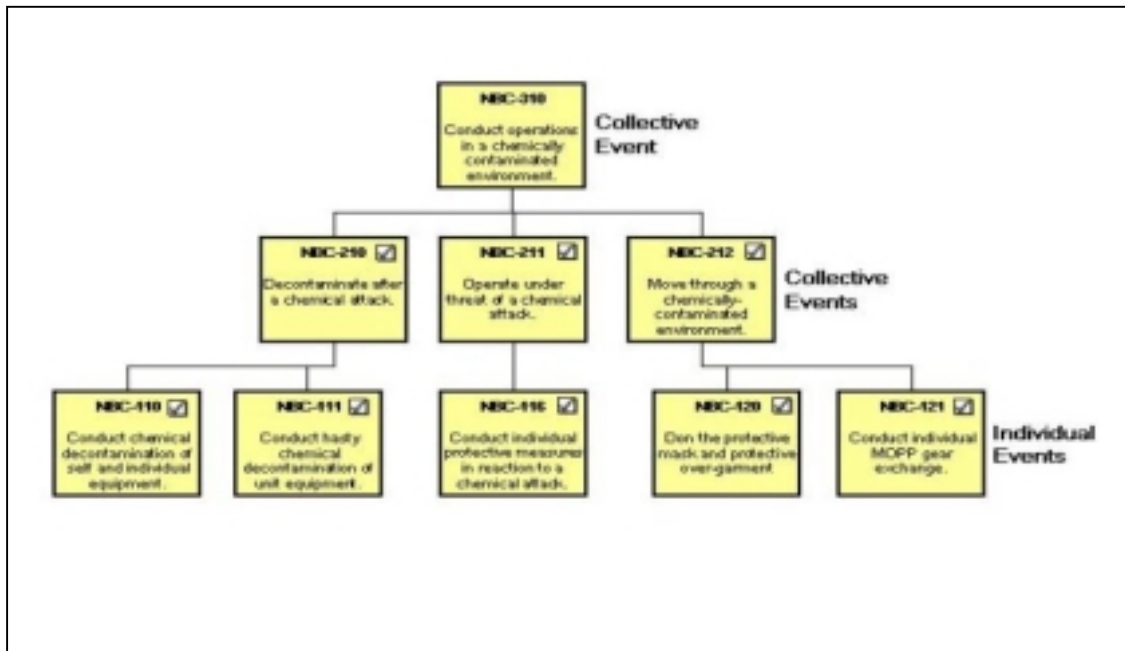 NBC-310
Conduct operations
in a chemically
contaminated
environment.
Collective
Event
NBC-210
Decontaminate after
a chemical attack.
NBC-211
Operate under
threat of a chemical
attack.
NBC-212
Move through a
chemically-
contaminated
environment.
Collective
Events
NBC-110
Conduct chemical
decontamination of
self and individual
equipment.
NBC-111
Conduct hasty
chemical
decontamination of
unit equipment.
NBC-116
Conduct individual
protective measures
in reaction to a
chemical attack.
NBC-120
Don the protective
mask and protective
over-garment
NBC-121
Conduct individual
MOPP gear
exchange.
Individual
Events